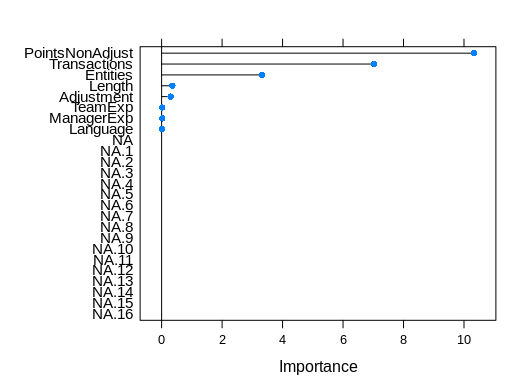 PointsNonAdjust
Transactions
Entities
Length
Adjustment
TeamExp
ManagerExp
Language
NA
NA.1
NA.2
NA.3
NA.4
NA.5
NA.6
NA.7
NA.8
NA.9
NA.10
NA.11
NA.12
NA.13
NA.14
NA.15
NA.16
0 2 4 6 8 10
Importance